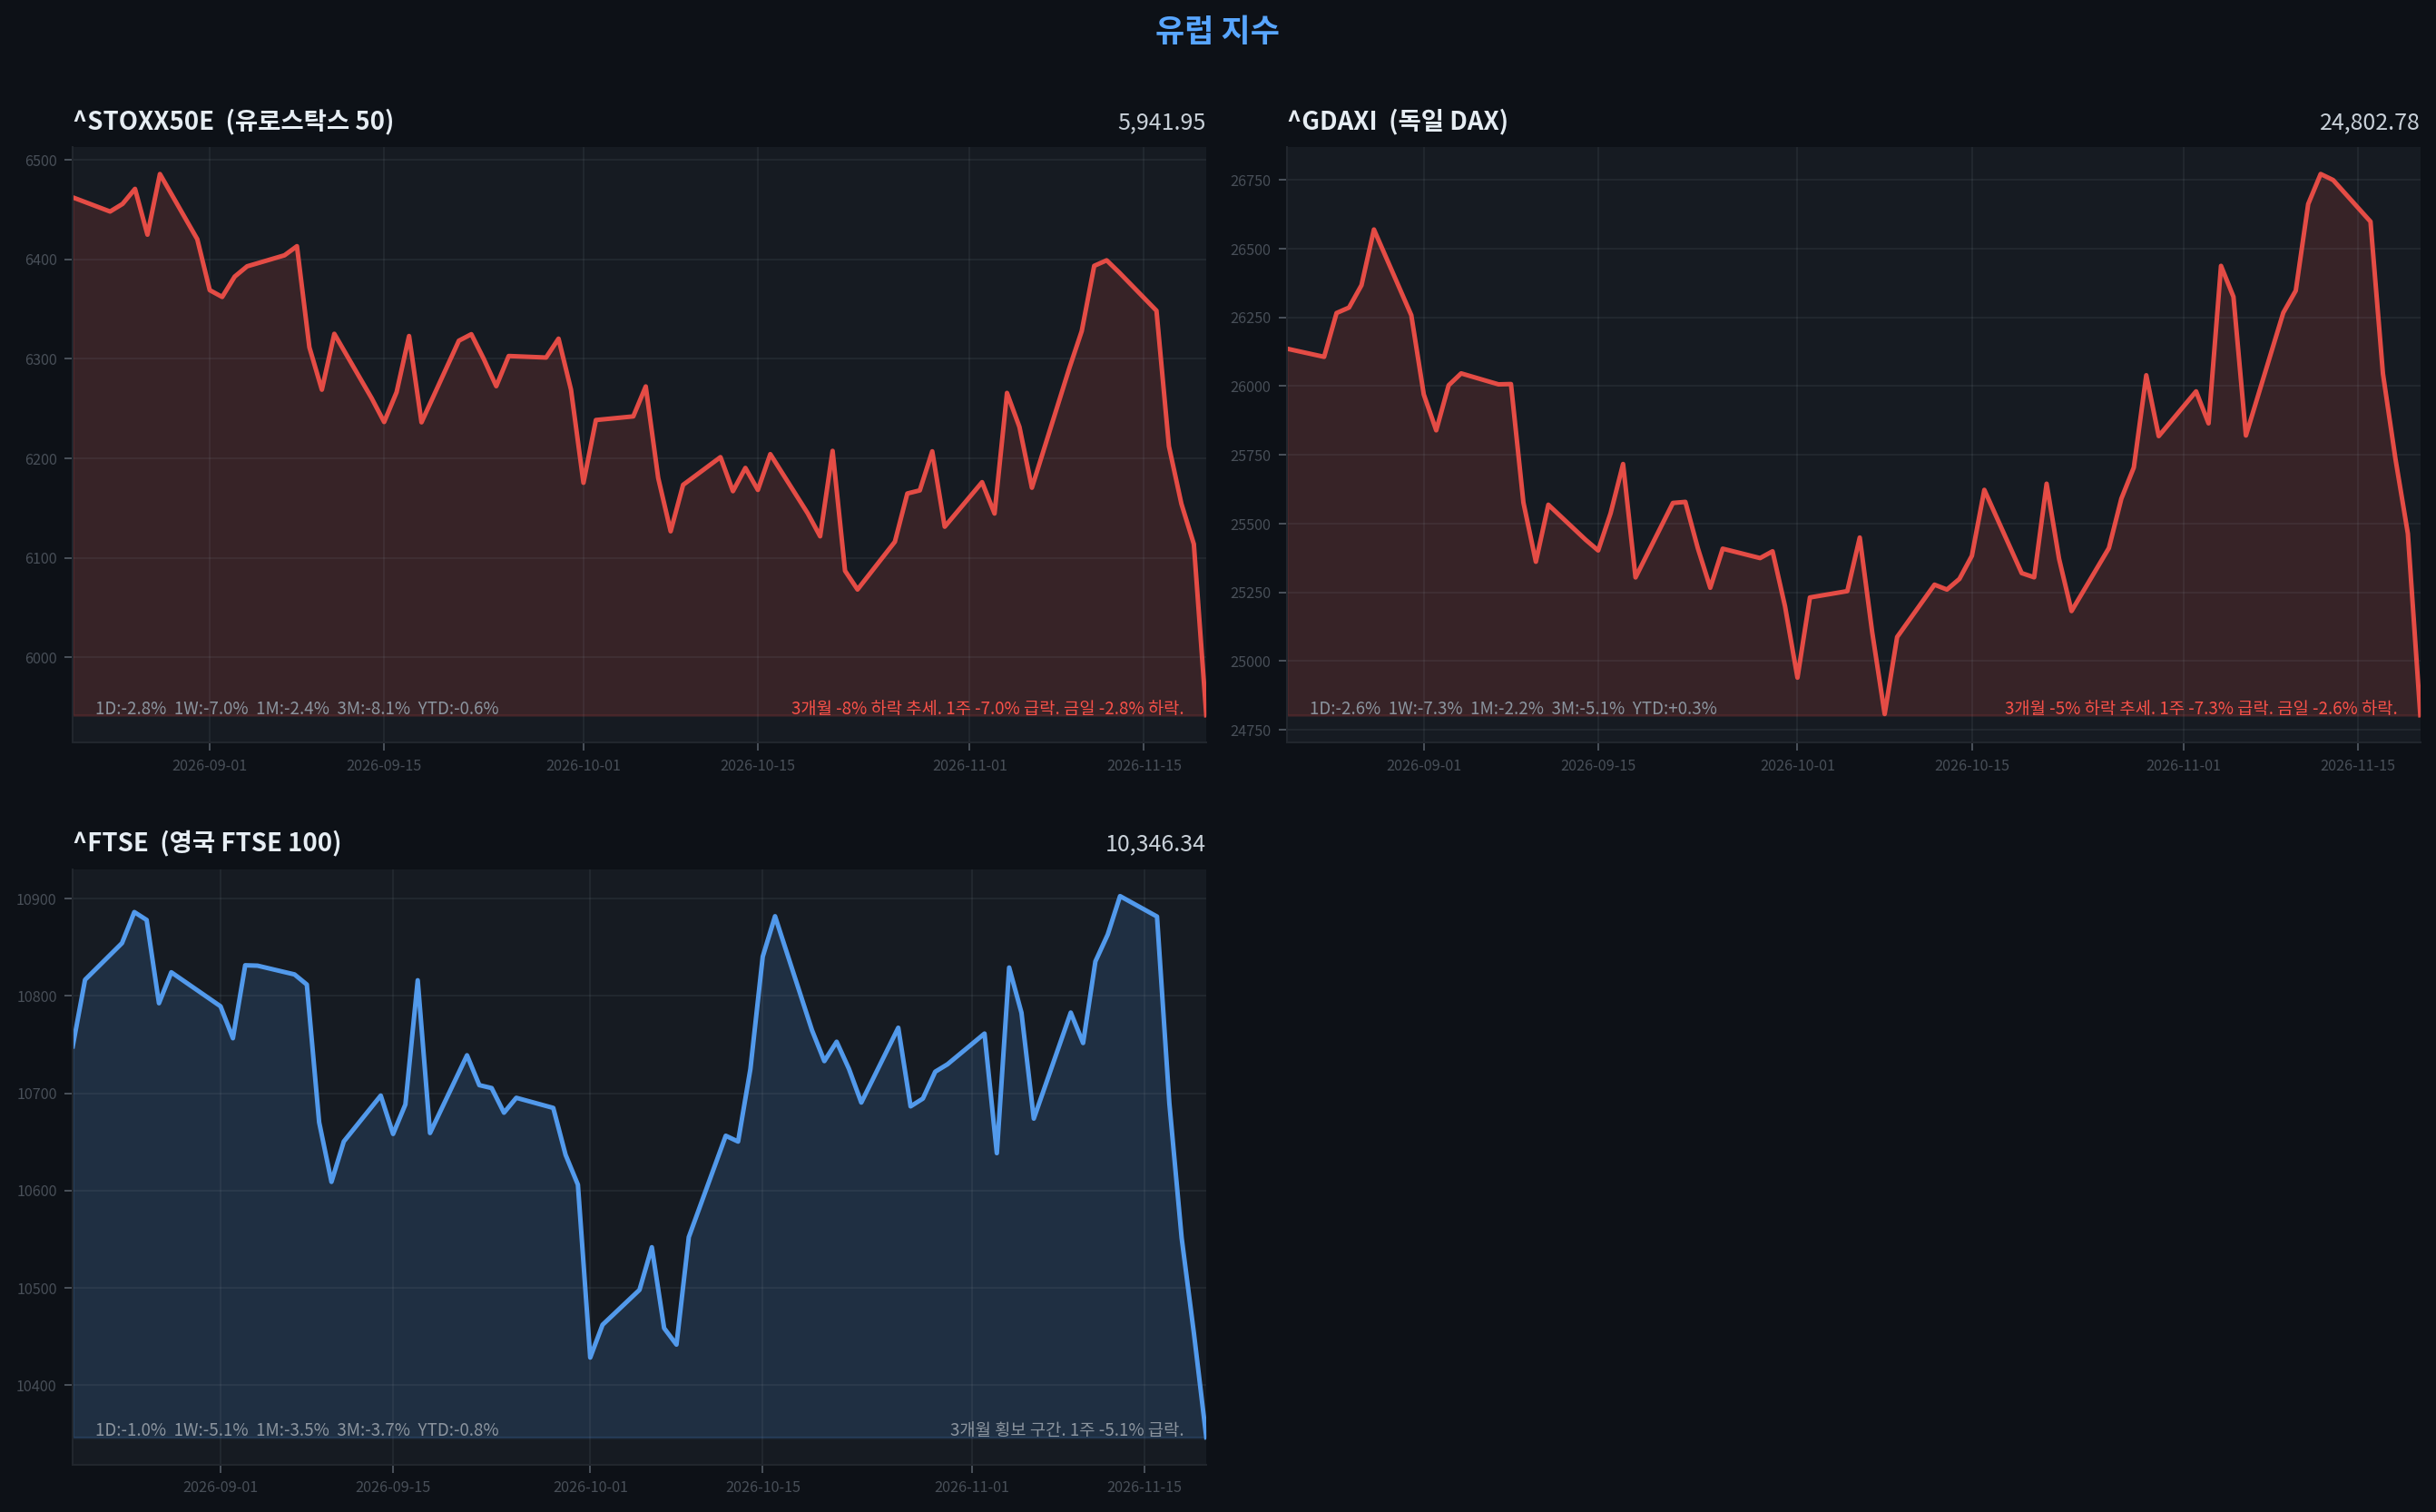 유럽 지수
^STOXX50E (유로스탁스 50)
5,941.95
6500
6400
6300
6200
6100
6000
1D:-2.8% 1W:-7.0% 1M:-2.4% 3M:-8.1% YTD:-0.6%
3개월 -8% 하락 추세. 1주 -7.0% 급락. 금일 -2.8% 하락.
2026-09-01 2026-09-15 2026-10-01 2026-10-15 2026-11-01 2026-11-15
^GDAXI (독일 DAX)
24,802.78
26750
26500
26250
26000
25750
25500
25250
25000
24750
1D:-2.6% 1W:-7.3% 1M:-2.2% 3M:-5.1% YTD:+0.3%
3개월 -5% 하락 추세. 1주 -7.3% 급락. 금일 -2.6% 하락.
2026-09-01 2026-09-15 2026-10-01 2026-10-15 2026-11-01 2026-11-15
^FTSE (영국 FTSE 100)
10,346.34
10900
10800
10700
10600
10500
10400
1D:-1.0% 1W:-5.1% 1M:-3.5% 3M:-3.7% YTD:-0.8%
3개월 횡보 구간. 1주 -5.1% 급락.
2026-09-01 2026-09-15 2026-10-01 2026-10-15 2026-11-01 2026-11-15